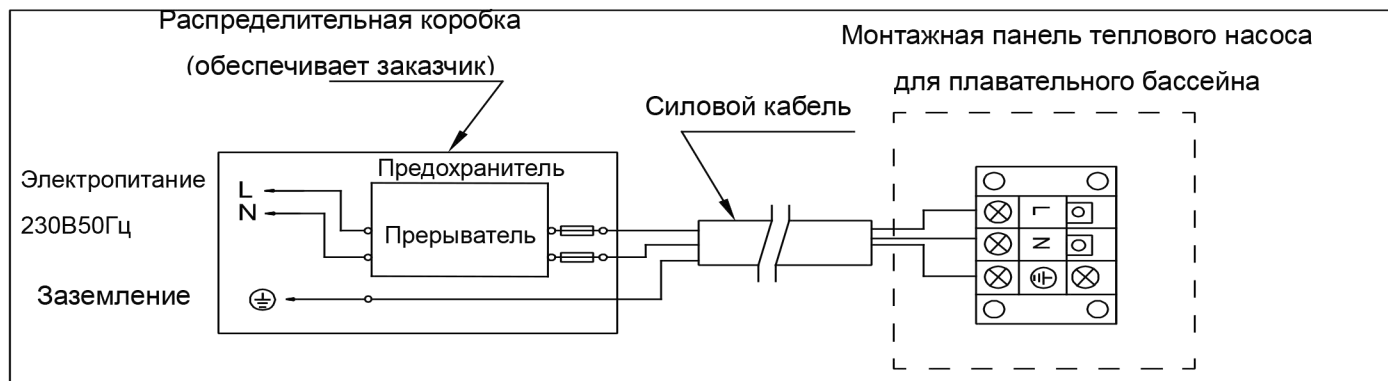 Распределительная коробка
(обеспечивает заказчик)
Монтажная панель теплового насоса
для плавательного бассейна
Силовой кабель
Предохранитель
Электропитание
230В50Гц
L
N
Прерыватель
Заземление
L
N